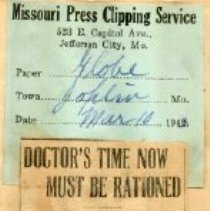 Missouri Press Clipping Service
523 E. Capitol Ave.,
Jefferson City, Mo.
Paper Globe
Town Joplin Mo.
Date Mar 10 1942
DOCTOR'S TIME NOW
MUST BE RATIONED